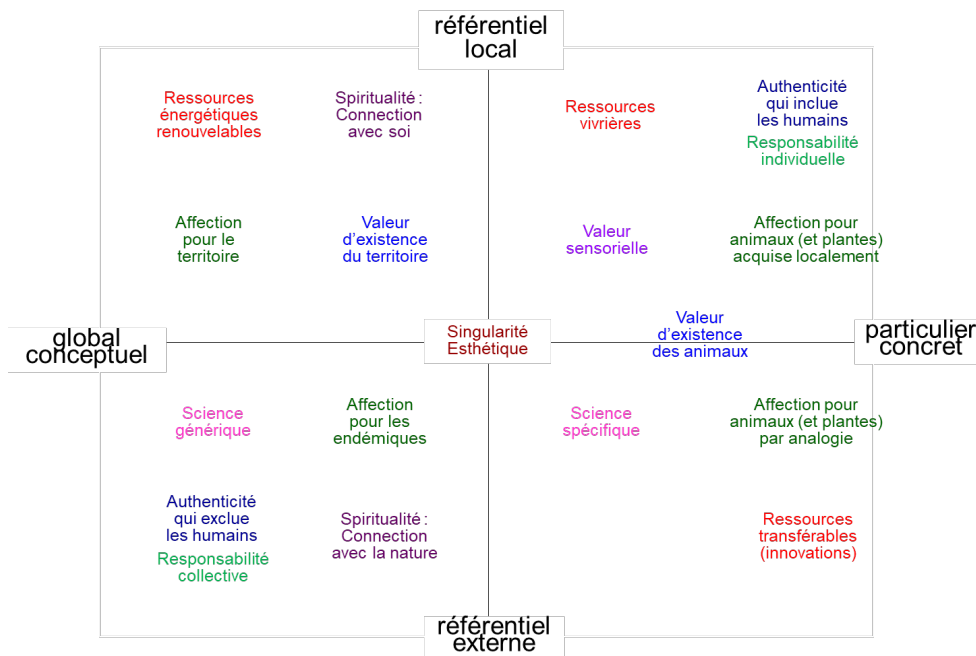 référentiel
local
Ressources
énergétiques
renouvelables
Spiritualité :
Connection
avec soi
Ressources
vivrières
Authenticité
qui inclue
les humains
Responsabilité
individuelle
Affection
pour le
territoire
Valeur
d'existence
du territoire
Valeur
sensorielle
Affection pour
animaux (et plantes)
acquise localement
global
conceptuel
Singularité
Esthétique
Valeur
d'existence
des animaux
particulier
concret
Science
générique
Affection
pour les
endémiques
Science
spécifique
Affection pour
animaux (et plantes)
par analogie
Authenticité
qui exclue
les humains
Responsabilité
collective
Spiritualité :
Connection
avec la nature
Ressources
transférables
(innovations)
référentiel
externe